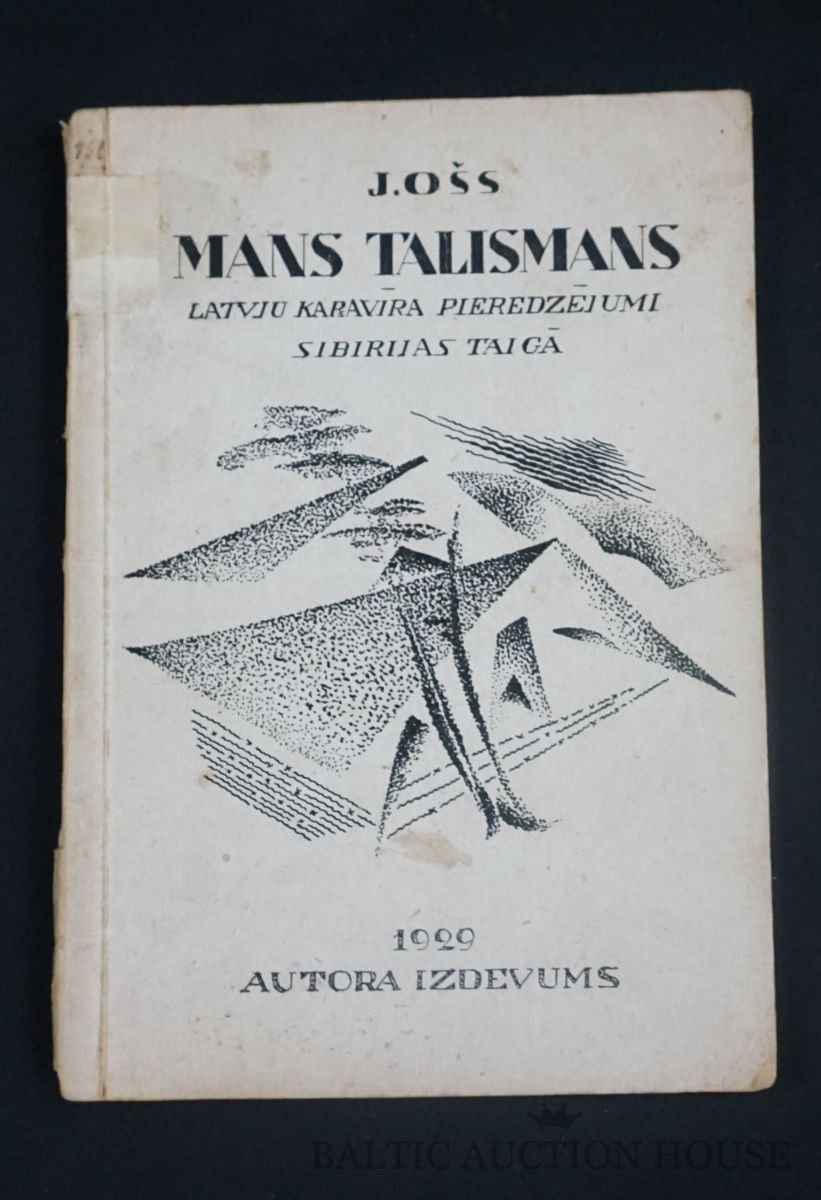 J. OŠS
MANS TALISMANS
LATVJU KARAVĪRA PIEREDZĒJUMI
SIBIRIJAS TAIGĀ
1929
AUTORA IZDEVUMS
BALTIC AUCTION HOUSE